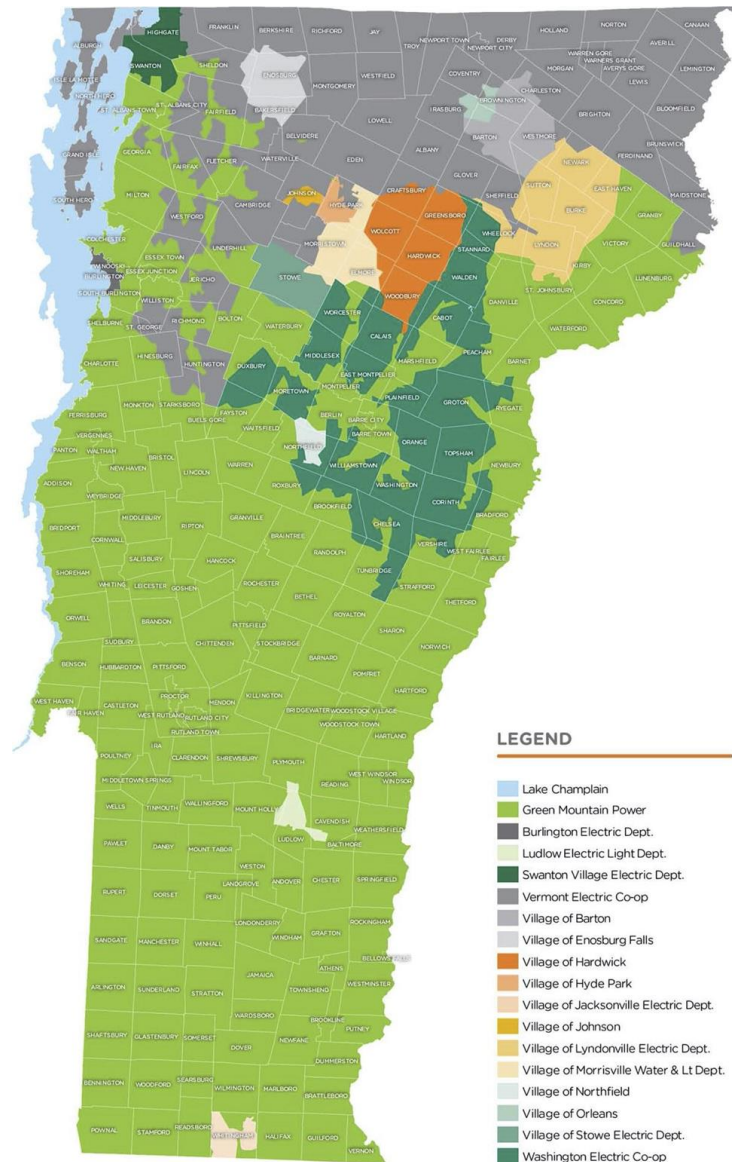 HIGHGATE
FRANKLIN
BERKSHIRE
RICHFORD
JAY
NEWPORT TOWN
DERBY
HOLLAND
NORTON
CANAAN
ALBURGH
TROY
NEWPORT CITY
WARREN GORE
WARNERS GRANT
AVERYS GORE
AVERILL
SWANTON
SHELDON
ENOSBURG
MONTGOMERY
WESTFIELD
COVENTRY
MORGAN
LEWIS
LEMINGTON
ISLE LA MOTTE
NORTH HERO
ST. ALBANS TOWN
ST. ALBANS CITY
FAIRFIELD
BAKERSFIELD
LOWELL
IRASBURG
BROWNINGTON
CHARLESTON
BRIGHTON
BLOOMFIELD
GEORGIA
FLETCHER
BELVIDERE
BARTON
WESTMORE
BRUNSWICK
GRAND ISLE
FAIRFAX
WATERVILLE
EDEN
ALBANY
GLOVER
NEWARK
FERDINAND
MILTON
JOHNSON
HYDE PARK
CRAFTSBURY
SHEFFIELD
SUTTON
EAST HAVEN
MAIDSTONE
SOUTH HERO
WESTFORD
CAMBRIDGE
GREENSBORO
BURKE
GRANBY
COLCHESTER
UNDERHILL
MORRISTOWN
WOLCOTT
WHEELOCK
LYNDON
VICTORY
GUILDHALL
WINOOSKI
ESSEX TOWN
ESSEX JUNCTION
STOWE
ELMORE
HARDWICK
STANNARD
KIRBY
LUNENBURG
BURLINGTON
SOUTH BURLINGTON
WILLISTON
JERICHO
WOODBURY
WALDEN
ST. JOHNSBURY
CONCORD
SHELBURNE
ST. GEORGE
RICHMOND
BOLTON
WATERBURY
WORCESTER
CALAIS
CABOT
DANVILLE
WATERFORD
CHARLOTTE
HINESBURG
HUNTINGTON
DUXBURY
MIDDLESEX
EAST MONTPELIER
MARSHFIELD
PEACHAM
BARNET
FERRISBURG
MONKTON
STARKSBORO
BUELS GORE
FAYSTON
MORETOWN
MONTPELIER
PLAINFIELD
GROTON
RYEGATE
VERGENNES
PANTON
WALTHAM
BRISTOL
WAITSFIELD
NORTHFIELD
BERLIN
BARRE CITY
BARRE TOWN
ORANGE
TOPSHAM
ADDISON
NEW HAVEN
LINCOLN
WARREN
ROXBURY
WILLIAMSTOWN
WASHINGTON
NEWBURY
WEYBRIDGE
MIDDLEBURY
RIPTON
GRANVILLE
BRAINTREE
BROOKFIELD
CHELSEA
CORINTH
BRADFORD
BRIDPORT
CORNWALL
SALISBURY
HANCOCK
RANDOLPH
VERSHIRE
WEST FAIRLEE
FAIRLEE
SHOREHAM
WHITING
LEICESTER
GOSHEN
ROCHESTER
BETHEL
TUNBRIDGE
STRAFFORD
THETFORD
ORWELL
SUDBURY
BRANDON
PITTSFIELD
ROYALTON
SHARON
NORWICH
BENSON
HUBBARDTON
PITTSFORD
CHITTENDEN
STOCKBRIDGE
BARNARD
POMFRET
HARTFORD
WEST HAVEN
FAIR HAVEN
CASTLETON
PROCTOR
WEST RUTLAND
RUTLAND CITY
RUTLAND TOWN
MENDON
KILLINGTON
BRIDGEWATER
WOODSTOCK VILLAGE
WOODSTOCK TOWN
HARTLAND
POULTNEY
IRA
CLARENDON
SHREWSBURY
PLYMOUTH
READING
WEST WINDSOR
WINDSOR
MIDDLETOWN SPRINGS
WELLS
TINMOUTH
WALLINGFORD
MOUNT HOLLY
LUDLOW
CAVENDISH
BALTIMORE
WEATHERSFIELD
PAWLET
DANBY
MOUNT TABOR
WESTON
LANDGROVE
ANDOVER
CHESTER
SPRINGFIELD
RUPERT
DORSET
PERU
LONDONDERRY
WINDHAM
GRAFTON
ROCKINGHAM
SANDGATE
MANCHESTER
WINHALL
JAMAICA
ATHENS
BELLOWS FALLS
ARLINGTON
SUNDERLAND
STRATTON
WARDSBORO
TOWNSHEND
WESTMINSTER
SHAFTSBURY
GLASTENBURY
SOMERSET
DOVER
NEWFANE
BROOKLINE
PUTNEY
DUMMERSTON
BENNINGTON
WOODFORD
SEARSBURG
WILMINGTON
MARLBORO
BRATTLEBORO
POWNAL
STAMFORD
READSBORO
WHITINGHAM
HALIFAX
GUILFORD
VERNON
LEGEND
Lake Champlain
Green Mountain Power
Burlington Electric Dept.
Ludlow Electric Light Dept.
Swanton Village Electric Dept.
Vermont Electric Co-op
Village of Barton
Village of Enosburg Falls
Village of Hardwick
Village of Hyde Park
Village of Jacksonville Electric Dept.
Village of Johnson
Village of Lyndonville Electric Dept.
Village of Morrisville Water & Lt Dept.
Village of Northfield
Village of Orleans
Village of Stowe Electric Dept.
Washington Electric Co-op